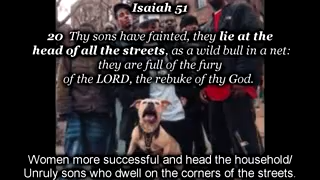 Isaiah 51
20 Thy sons have fainted, they lie at the
head of all the streets, as a wild bull in a net:
they are full of the fury
of the LORD, the rebuke of thy God.
Women more successful and head the household/
Unruly sons who dwell on the corners of the streets.